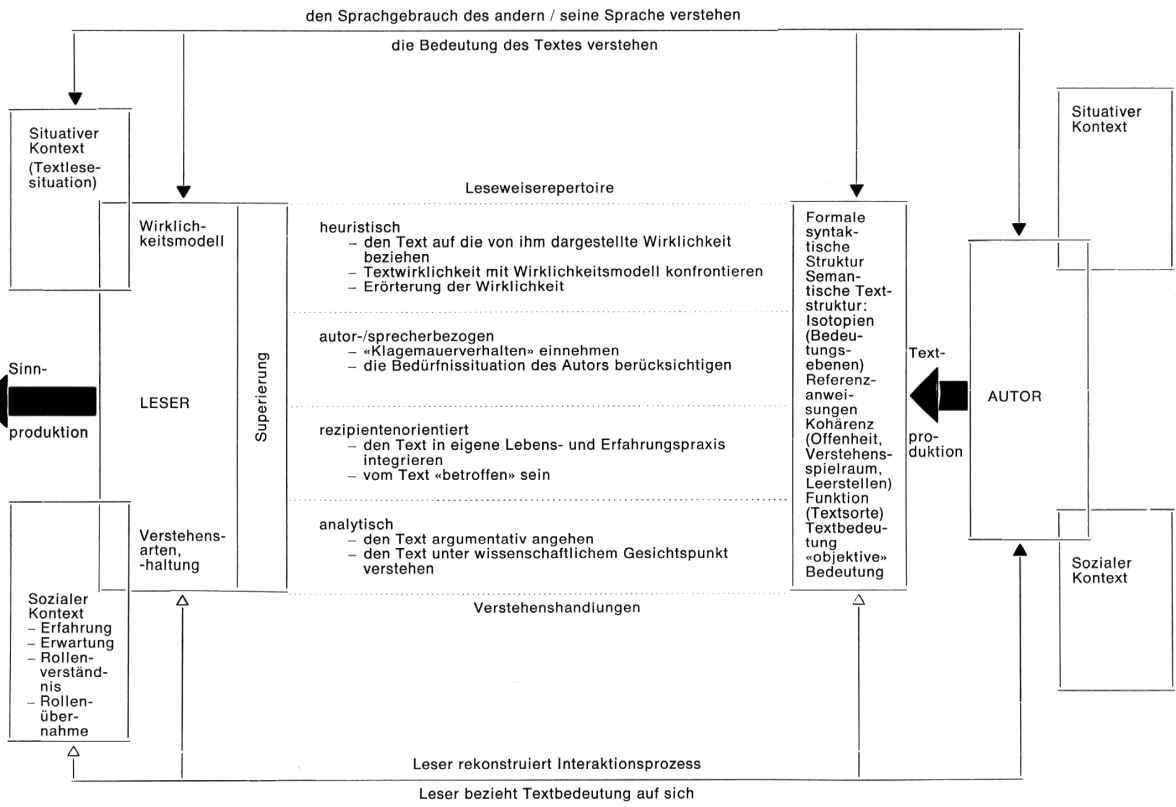 den Sprachgebrauch des andern / seine Sprache verstehen
die Bedeutung des Textes verstehen
Situativer
Kontext
(Textlese-
situation)
Wirklich-
keitsmodell
Sinn-
produktion
LESER
Verstehens-
arten,
-haltung
Sozialer
Kontext
– Erfahrung
– Erwartung
– Rollen-
verständ-
nis
– Rollen-
über-
nahme
Superierung
Leseweiserepertoire
heuristisch
– den Text auf die von ihm dargestellte Wirklichkeit
beziehen
– Textwirklichkeit mit Wirklichkeitsmodell konfrontieren
– Erörterung der Wirklichkeit
autor-/sprecherbezogen
– «Klagemauerverhalten» einnehmen
– die Bedürfnissituation des Autors berücksichtigen
rezipientenorientiert
– den Text in eigene Lebens- und Erfahrungspraxis
integrieren
– vom Text «betroffen» sein
analytisch
– den Text argumentativ angehen
– den Text unter wissenschaftlichem Gesichtspunkt
verstehen
Verstehenshandlungen
Formale
syntak-
tische
Struktur
Seman-
tische Text-
struktur:
Isotopien
(Bedeu-
tungs-
ebenen)
Referenz-
anwei-
sungen
Kohärenz
(Offenheit,
Verstehens-
spielraum,
Leerstellen)
Funktion
(Textsorte)
Textbedeu-
tung
«objektive»
Bedeutung
Text-
pro-
duktion
AUTOR
Situativer
Kontext
Sozialer
Kontext
Leser rekonstruiert Interaktionsprozess
Leser bezieht Textbedeutung auf sich